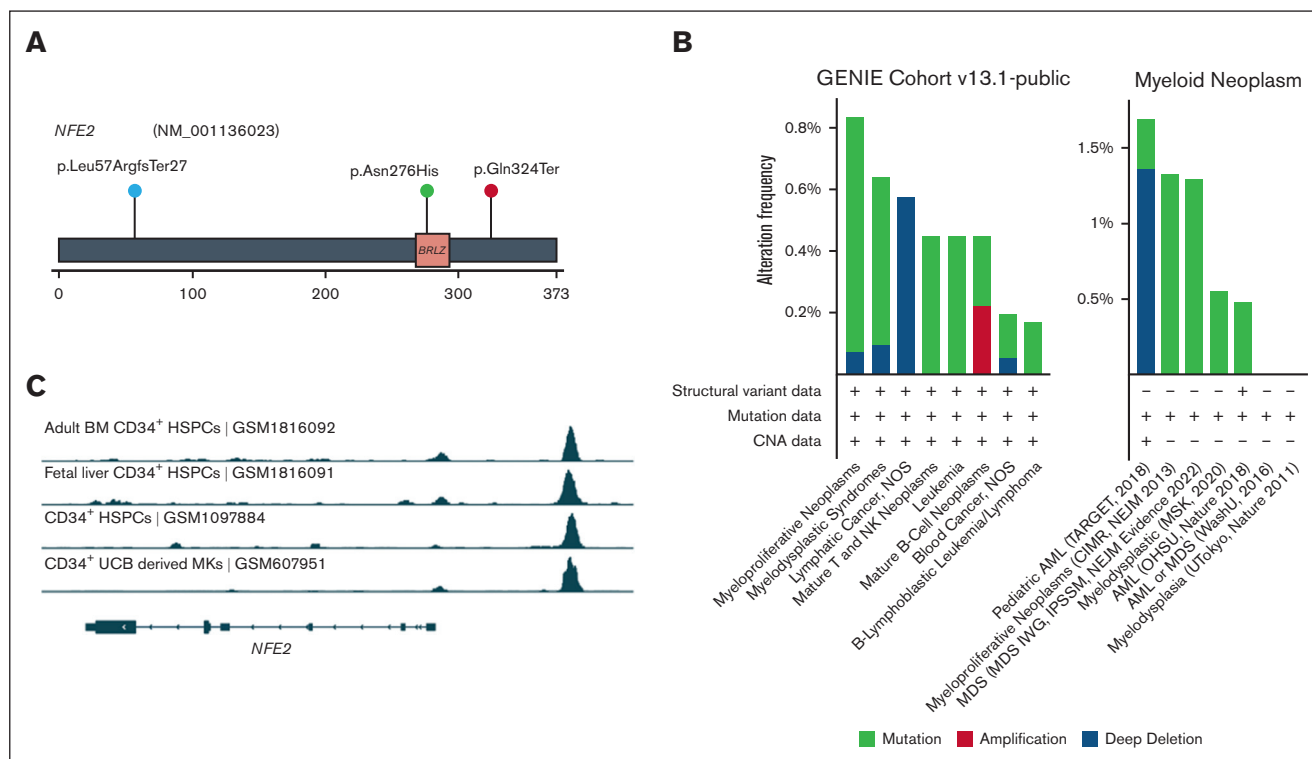 A
NFE2 (NM_001136023)
p.Leu57ArgfsTer27
p.Asn276His
p.Gln324Ter
BRLZ
0 100 200 300 373
B
GENIE Cohort v13.1-public
Alteration frequency
0.8%
0.6%
0.4%
0.2%
Structural variant data + + + + + + + +
Mutation data + + + + + + + +
CNA data + + + + + + + +
Myeloproliferative Neoplasms
Myelodysplastic Syndromes
Lymphatic Cancer, NOS
Mature T and NK Neoplasms
Leukemia
Mature B-Cell Neoplasms
Blood Cancer, NOS
B-Lymphoblastic Leukemia/Lymphoma
Myeloid Neoplasm
1.5%
1%
0.5%
– – – – + – –
+ + + + + + +
+ – – – – – –
Pediatric AML (TARGET, 2018)
Myeloproliferative Neoplasms (CIMR, NEJM 2013)
MDS (MDS IWG, IPSSM, NEJM Evidence 2022)
Myelodysplastic (MSK, 2020)
AML (OHSU, Nature 2018)
AML or MDS (WashU, 2016)
Myelodysplasia (UTokyo, Nature 2011)
Mutation Amplification Deep Deletion
C
Adult BM CD34+ HSPCs | GSM1816092
Fetal liver CD34+ HSPCs | GSM1816091
CD34+ HSPCs | GSM1097884
CD34+ UCB derived MKs | GSM607951
NFE2